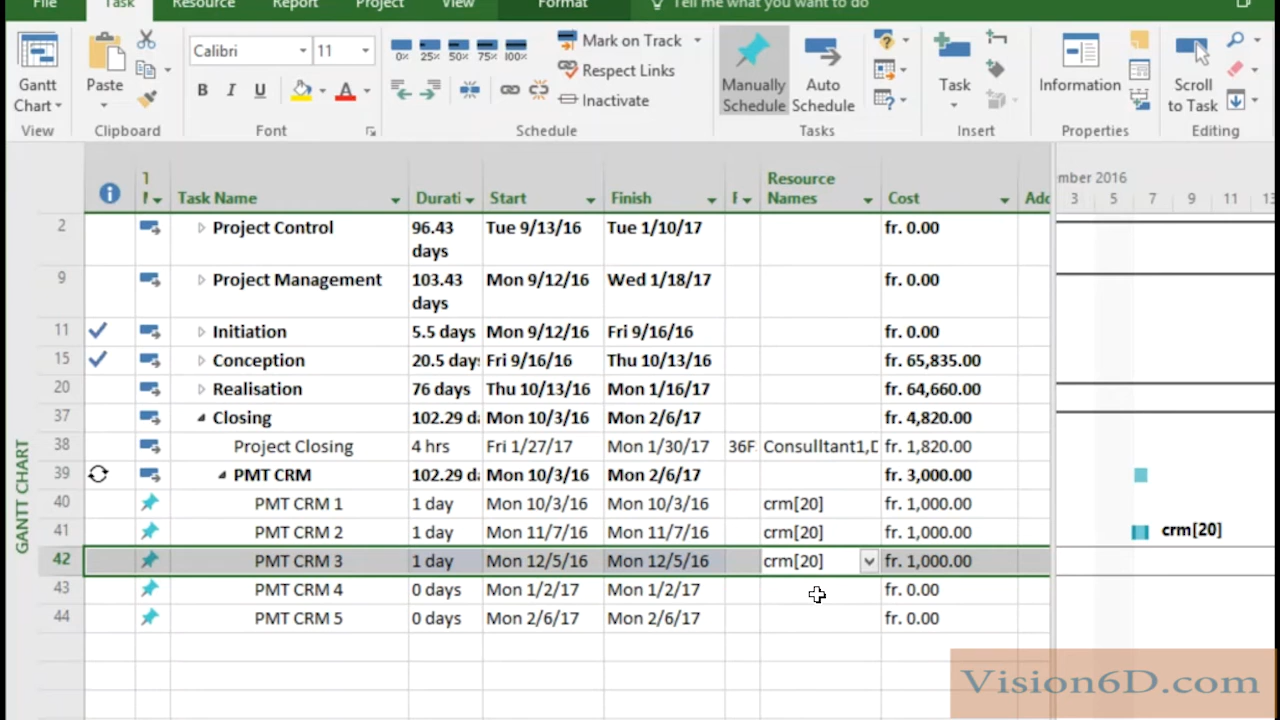 File Task Resource Report Project View Format Tell me what you want to do
Calibri 11 0% 25% 50% 75% 100% Mark on Track
Respect Links
Inactivate
B I U A
Gantt Chart Paste Manually Schedule Auto Schedule Task Information Scroll to Task
View Clipboard Font Schedule Tasks Insert Properties Editing
mber 2016
3 5 7 9 11 13
Task Name Durati Start Finish Resource Names Cost Add
2 Project Control 96.43 days Tue 9/13/16 Tue 1/10/17 fr. 0.00
9 Project Management 103.43 days Mon 9/12/16 Wed 1/18/17 fr. 0.00
11 Initiation 5.5 days Mon 9/12/16 Fri 9/16/16 fr. 0.00
15 Conception 20.5 day Fri 9/16/16 Thu 10/13/16 fr. 65,835.00
20 Realisation 76 days Thu 10/13/16 Mon 1/16/17 fr. 64,660.00
37 Closing 102.29 d Mon 10/3/16 Mon 2/6/17 fr. 4,820.00
38 Project Closing 4 hrs Fri 1/27/17 Mon 1/30/17 36F Consulltant1,D fr. 1,820.00
39 PMT CRM 102.29 d Mon 10/3/16 Mon 2/6/17 fr. 3,000.00
40 PMT CRM 1 1 day Mon 10/3/16 Mon 10/3/16 crm[20] fr. 1,000.00
41 PMT CRM 2 1 day Mon 11/7/16 Mon 11/7/16 crm[20] fr. 1,000.00 crm[20]
42 PMT CRM 3 1 day Mon 12/5/16 Mon 12/5/16 crm[20] fr. 1,000.00
43 PMT CRM 4 0 days Mon 1/2/17 Mon 1/2/17 fr. 0.00
44 PMT CRM 5 0 days Mon 2/6/17 Mon 2/6/17 fr. 0.00
GANTT CHART
Vision6D.com